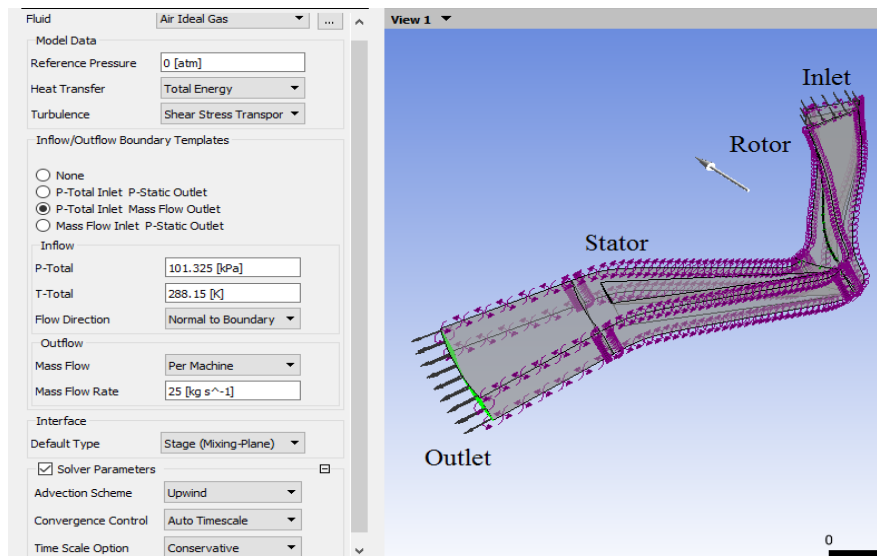 Fluid Air Ideal Gas ...
Model Data
Reference Pressure 0 [atm]
Heat Transfer Total Energy
Turbulence Shear Stress Transpor
Inflow/Outflow Boundary Templates
None
P-Total Inlet P-Static Outlet
P-Total Inlet Mass Flow Outlet
Mass Flow Inlet P-Static Outlet
Inflow
P-Total 101.325 [kPa]
T-Total 288.15 [K]
Flow Direction Normal to Boundary
Outflow
Mass Flow Per Machine
Mass Flow Rate 25 [kg s^-1]
Interface
Default Type Stage (Mixing-Plane)
Solver Parameters
Advection Scheme Upwind
Convergence Control Auto Timescale
Time Scale Option Conservative
View 1
Inlet
Rotor
Stator
Outlet
0